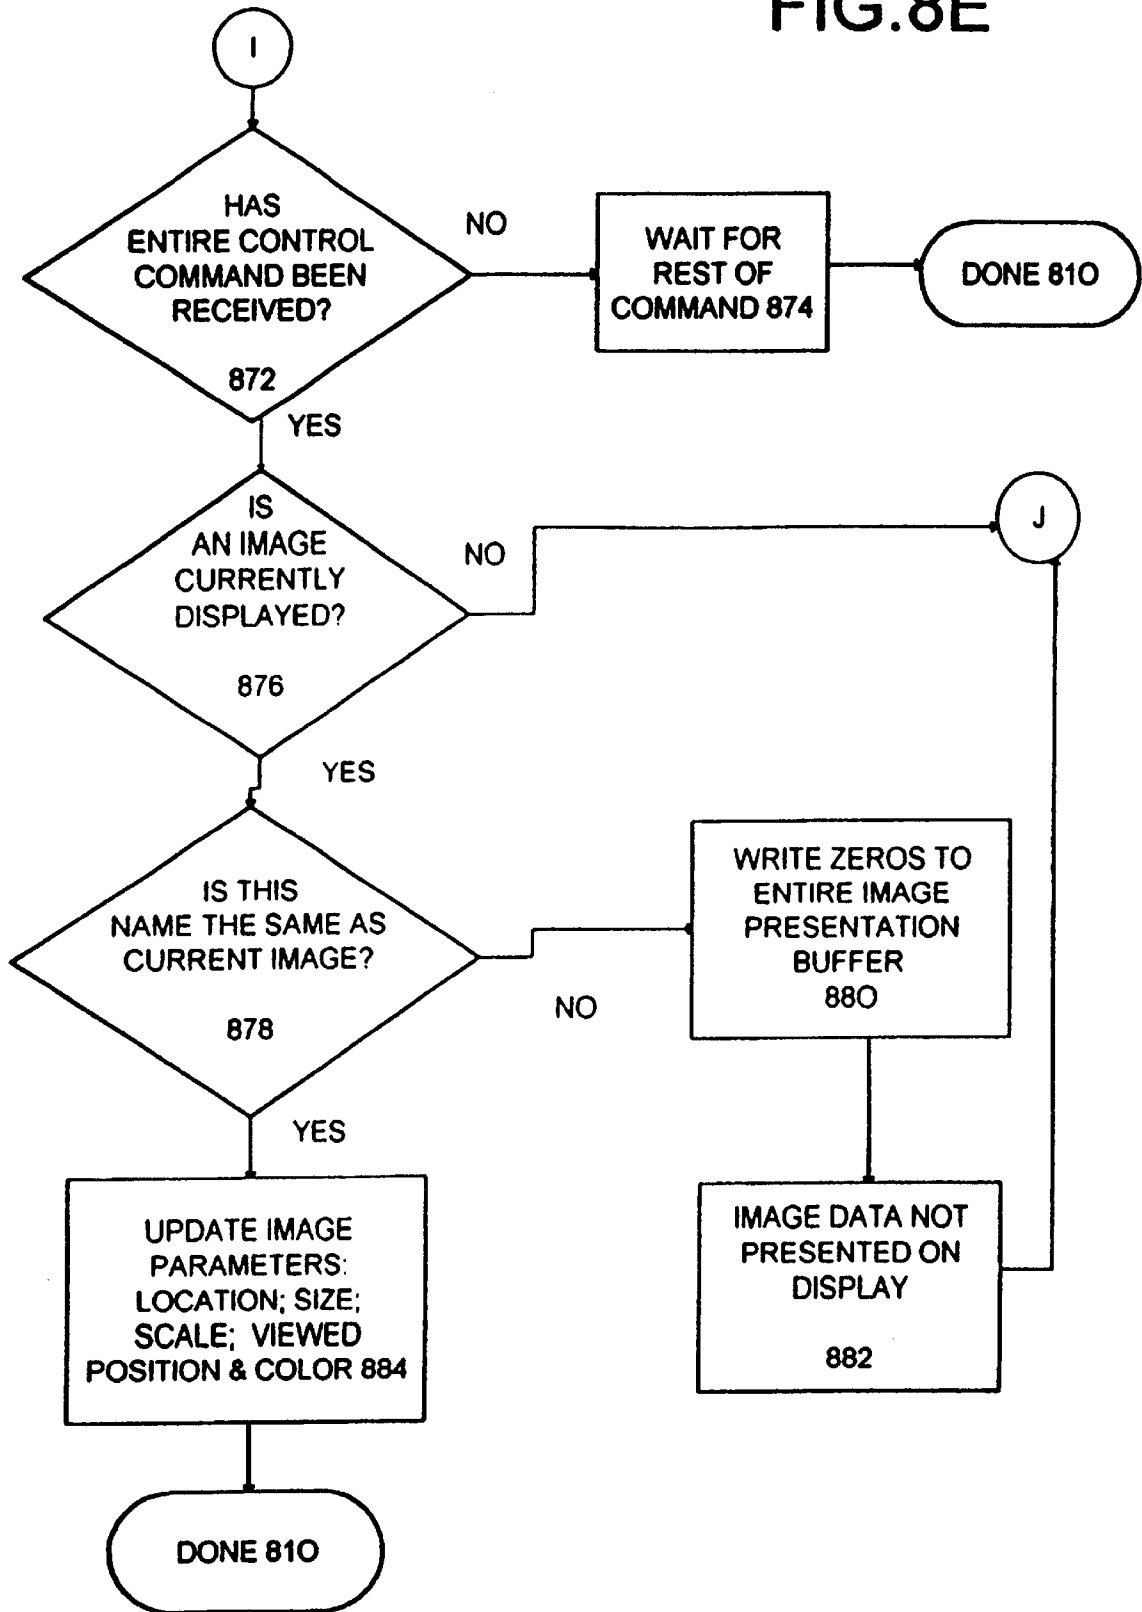 FIG.8E
I
HAS
ENTIRE CONTROL
COMMAND BEEN
RECEIVED?
872
NO
WAIT FOR
REST OF
COMMAND 874
DONE 810
YES
IS
AN IMAGE
CURRENTLY
DISPLAYED?
876
NO
J
YES
IS THIS
NAME THE SAME AS
CURRENT IMAGE?
878
NO
WRITE ZEROS TO
ENTIRE IMAGE
PRESENTATION
BUFFER
880
YES
UPDATE IMAGE
PARAMETERS:
LOCATION; SIZE;
SCALE; VIEWED
POSITION & COLOR 884
IMAGE DATA NOT
PRESENTED ON
DISPLAY
882
DONE 810